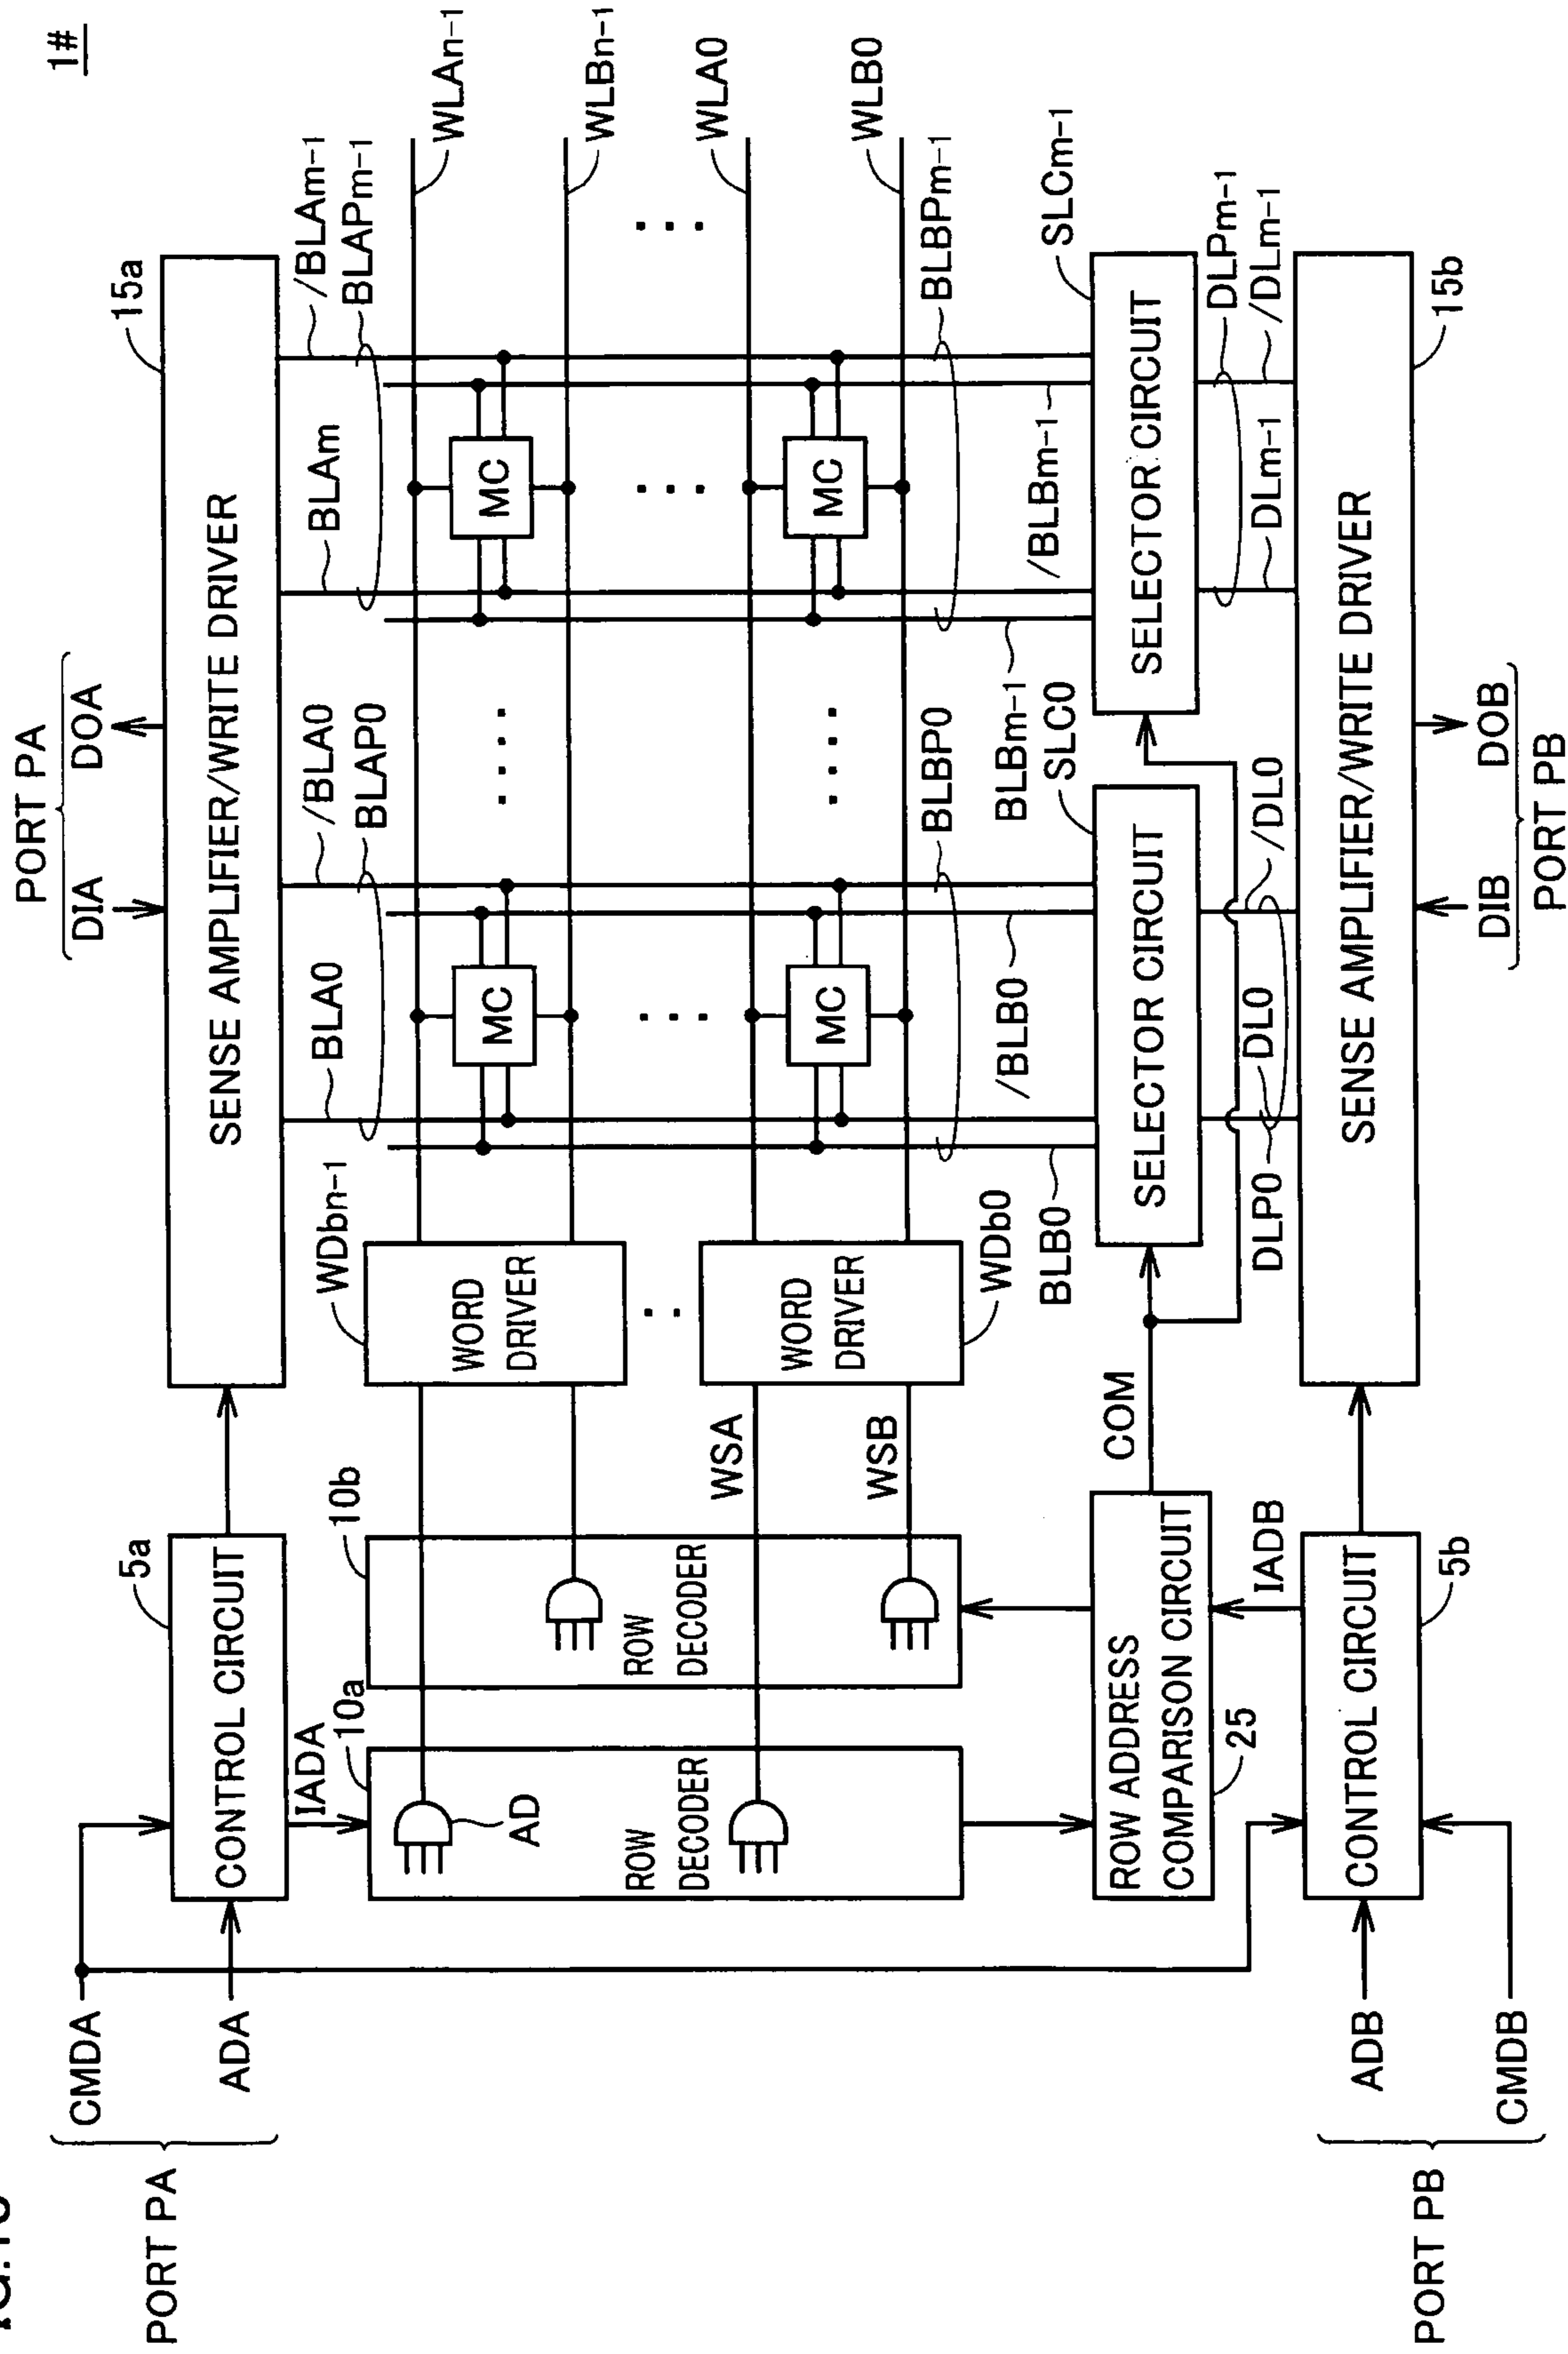 1#
PORT PA
DIA
DOA
15a
SENSE AMPLIFIER/WRITE DRIVER
BLA0
/BLA0
BLAP0
BLAm
/BLAm-1
BLAPm-1
WLAn-1
WLBn-1
WLA0
WLB0
PORT PA
CMDA
ADA
5a
CONTROL CIRCUIT
IADA
10a
10b
AD
ROW
DECODER
ROW
DECODER
WSA
WSB
WDbn-1
WORD
DRIVER
WORD
DRIVER
WDb0
MC
MC
MC
MC
BLB0
/BLB0
BLBP0
BLBm-1
/BLBm-1
BLBPm-1
ROW ADDRESS
COMPARISON CIRCUIT
25
COM
SLC0
SELECTOR CIRCUIT
SLCm-1
SELECTOR CIRCUIT
IADB
DLP0
DL0
/DL0
DLm-1
/DLm-1
DLPm-1
CONTROL CIRCUIT
5b
SENSE AMPLIFIER/WRITE DRIVER
15b
ADB
CMDB
PORT PB
DIB
DOB
PORT PB